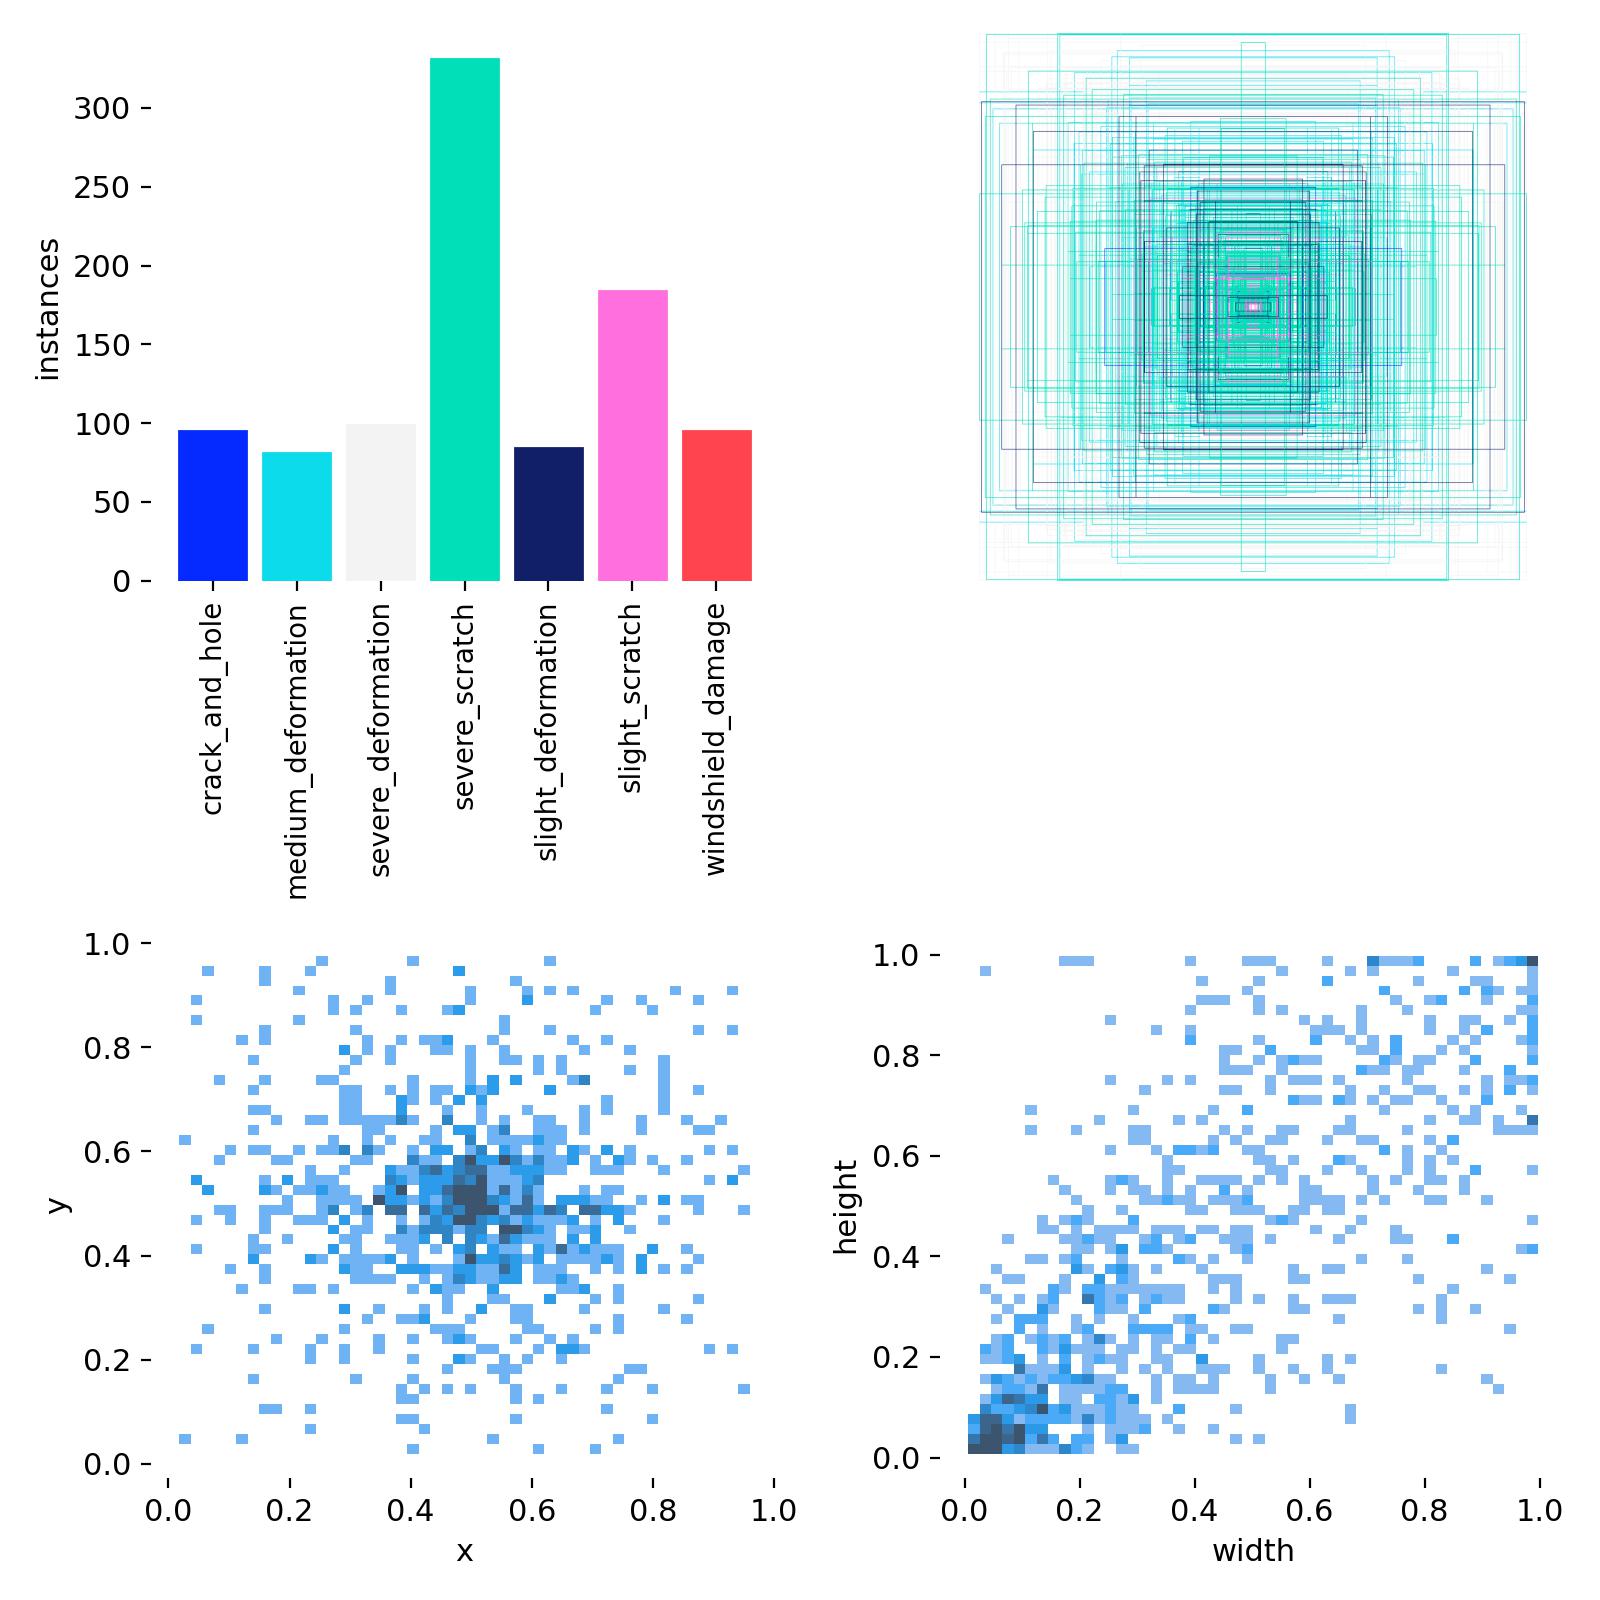 instances
300
250
200
150
100
50
0
crack_and_hole
medium_deformation
severe_deformation
severe_scratch
slight_deformation
slight_scratch
windshield_damage
y
1.0
0.8
0.6
0.4
0.2
0.0
0.0 0.2 0.4 0.6 0.8 1.0
x
height
1.0
0.8
0.6
0.4
0.2
0.0
0.0 0.2 0.4 0.6 0.8 1.0
width